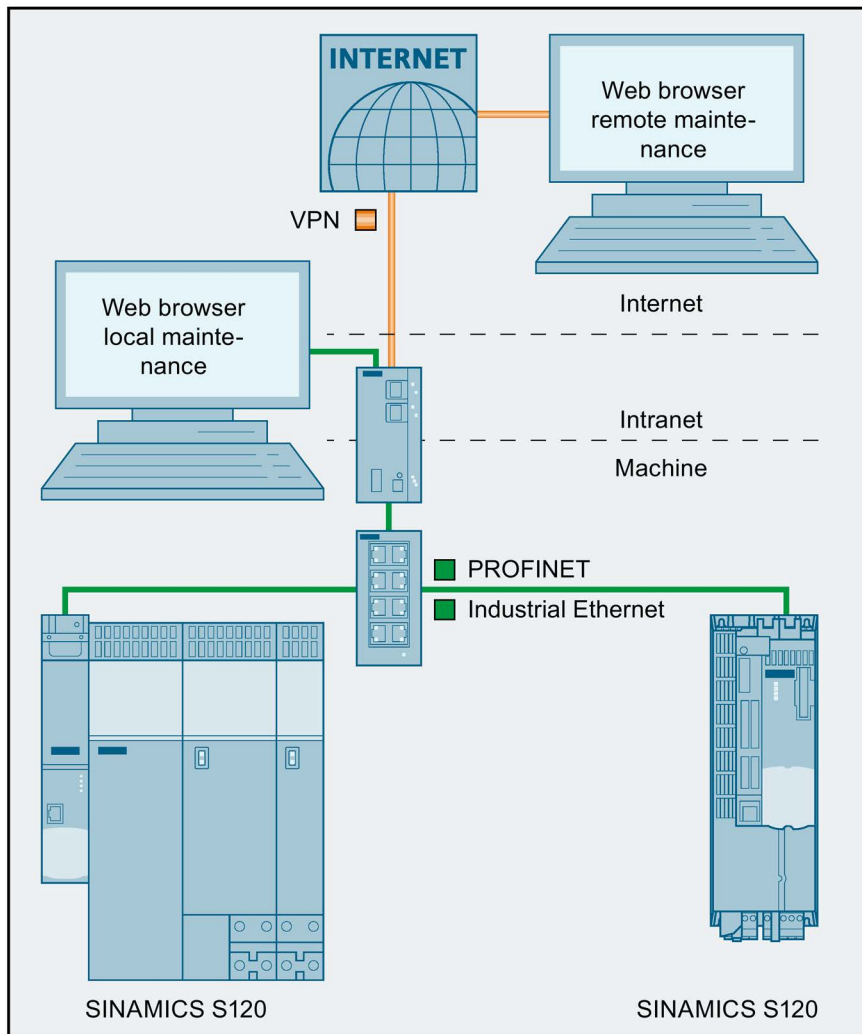 INTERNET
Web browser
remote mainte-
nance
VPN
Web browser
local mainte-
nance
Internet
Intranet
Machine
PROFINET
Industrial Ethernet
SINAMICS S120
SINAMICS S120